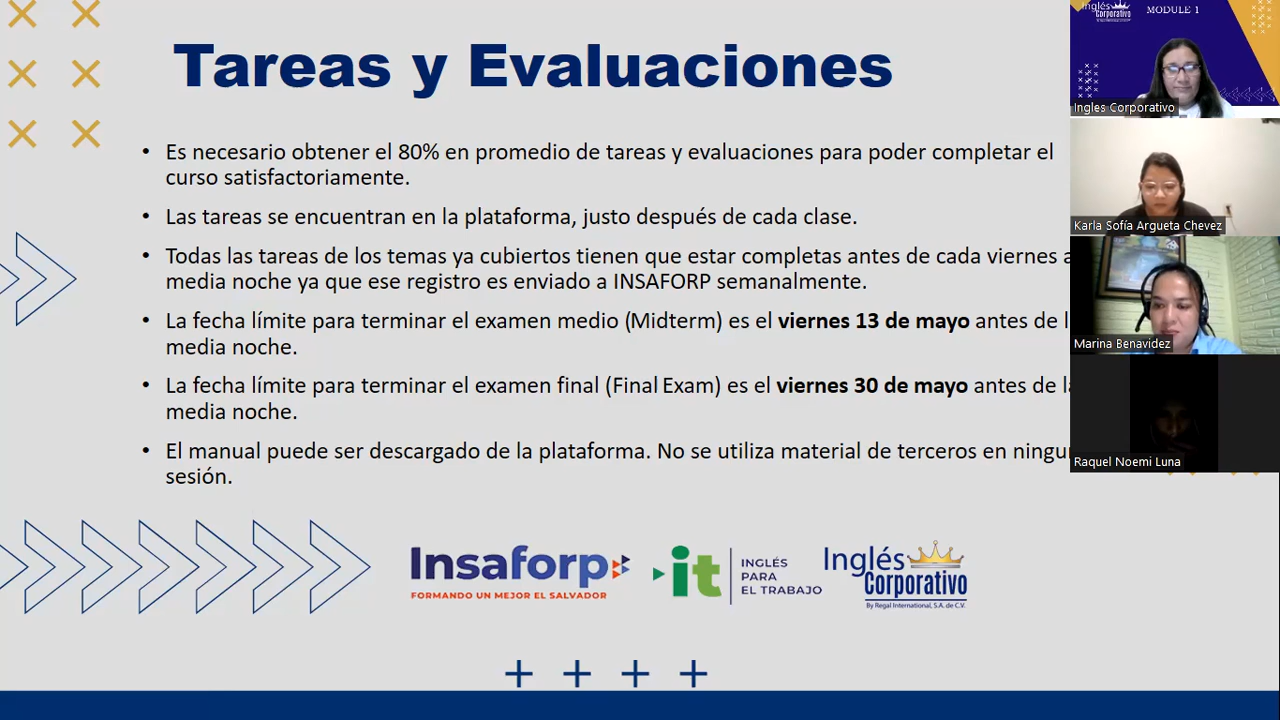 Tareas y Evaluaciones
• Es necesario obtener el 80% en promedio de tareas y evaluaciones para poder completar el
curso satisfactoriamente.
• Las tareas se encuentran en la plataforma, justo después de cada clase.
• Todas las tareas de los temas ya cubiertos tienen que estar completas antes de cada viernes a
media noche ya que ese registro es enviado a INSAFORP semanalmente.
• La fecha límite para terminar el examen medio (Midterm) es el viernes 13 de mayo antes de l
media noche.
• La fecha límite para terminar el examen final (Final Exam) es el viernes 30 de mayo antes de la
media noche.
• El manual puede ser descargado de la plataforma. No se utiliza material de terceros en ningu
sesión.
Insaforp
FORMANDO UN MEJOR EL SALVADOR
it
INGLÉS
PARA
EL TRABAJO
Inglés
Corporativo
By Regal International, S.A. de C.V.
Inglés
Corporativo
MODULE 1
Ingles Corporativo
Karla Sofía Argueta Chevez
Marina Benavidez
Raquel Noemi Luna